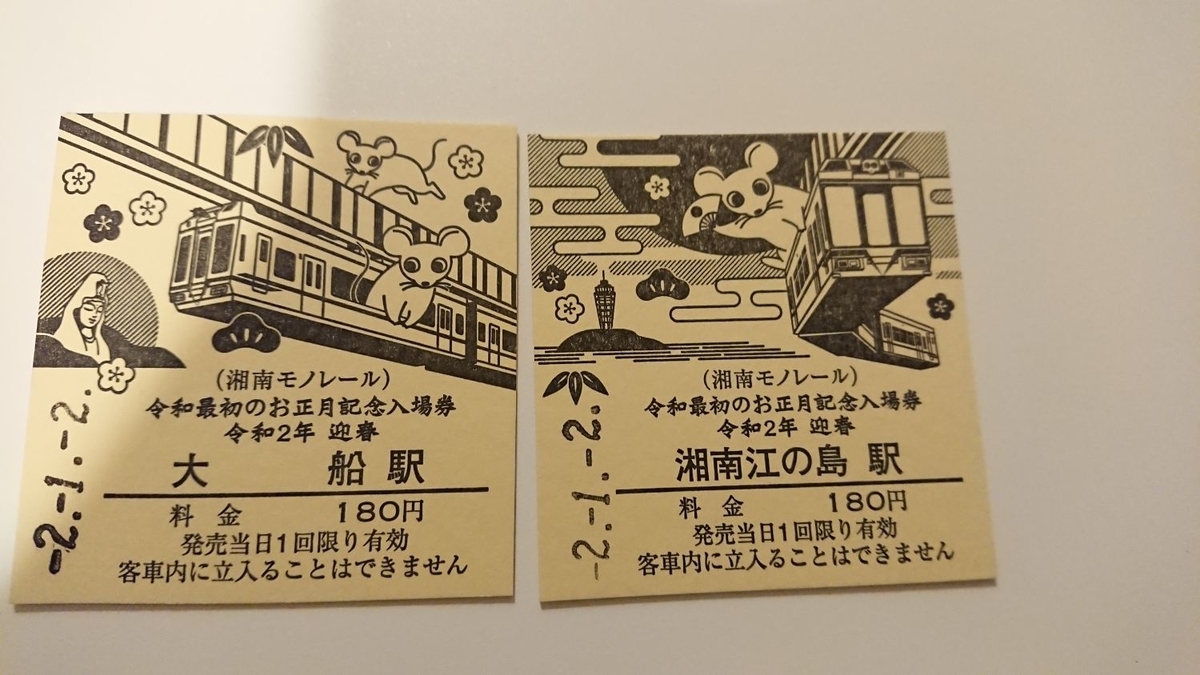 (湘南モノレール)
令和最初のお正月記念入場券
令和2年 迎春
大 船 駅
料 金 180円
発売当日1回限り有効
客車内に立入ることはできません
-2.-1.-2.
(湘南モノレール)
令和最初のお正月記念入場券
令和2年 迎春
湘南江の島 駅
料 金 180円
発売当日1回限り有効
客車内に立入ることはできません
-2.-1.-2.